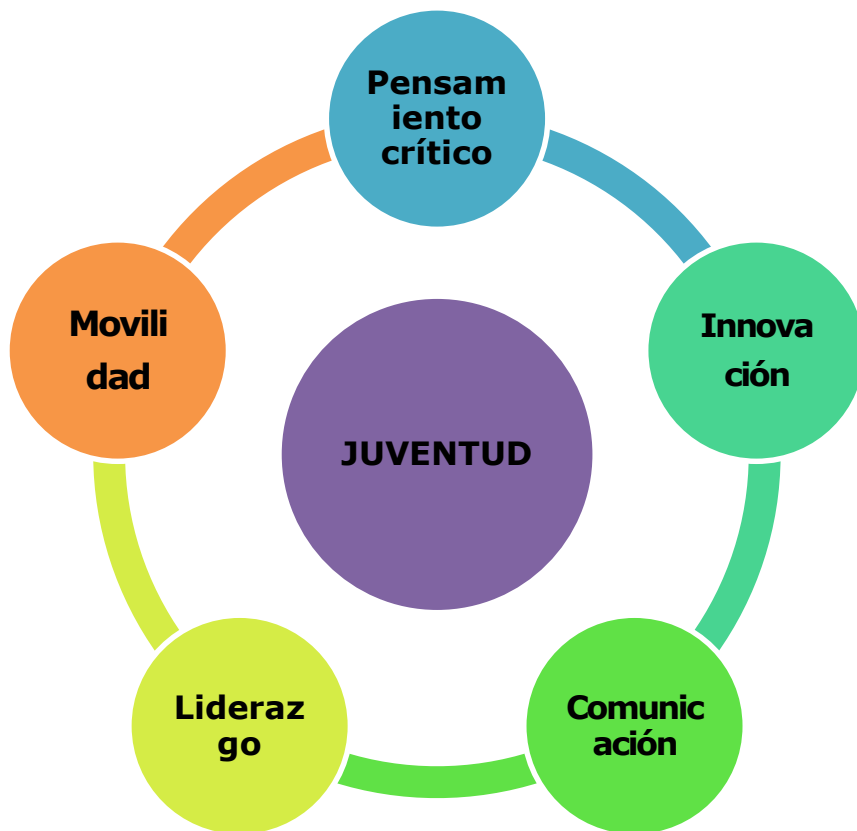 Pensam
iento
crítico
Innova
ción
Comunic
ación
Lideraz
go
Movili
dad
JUVENTUD